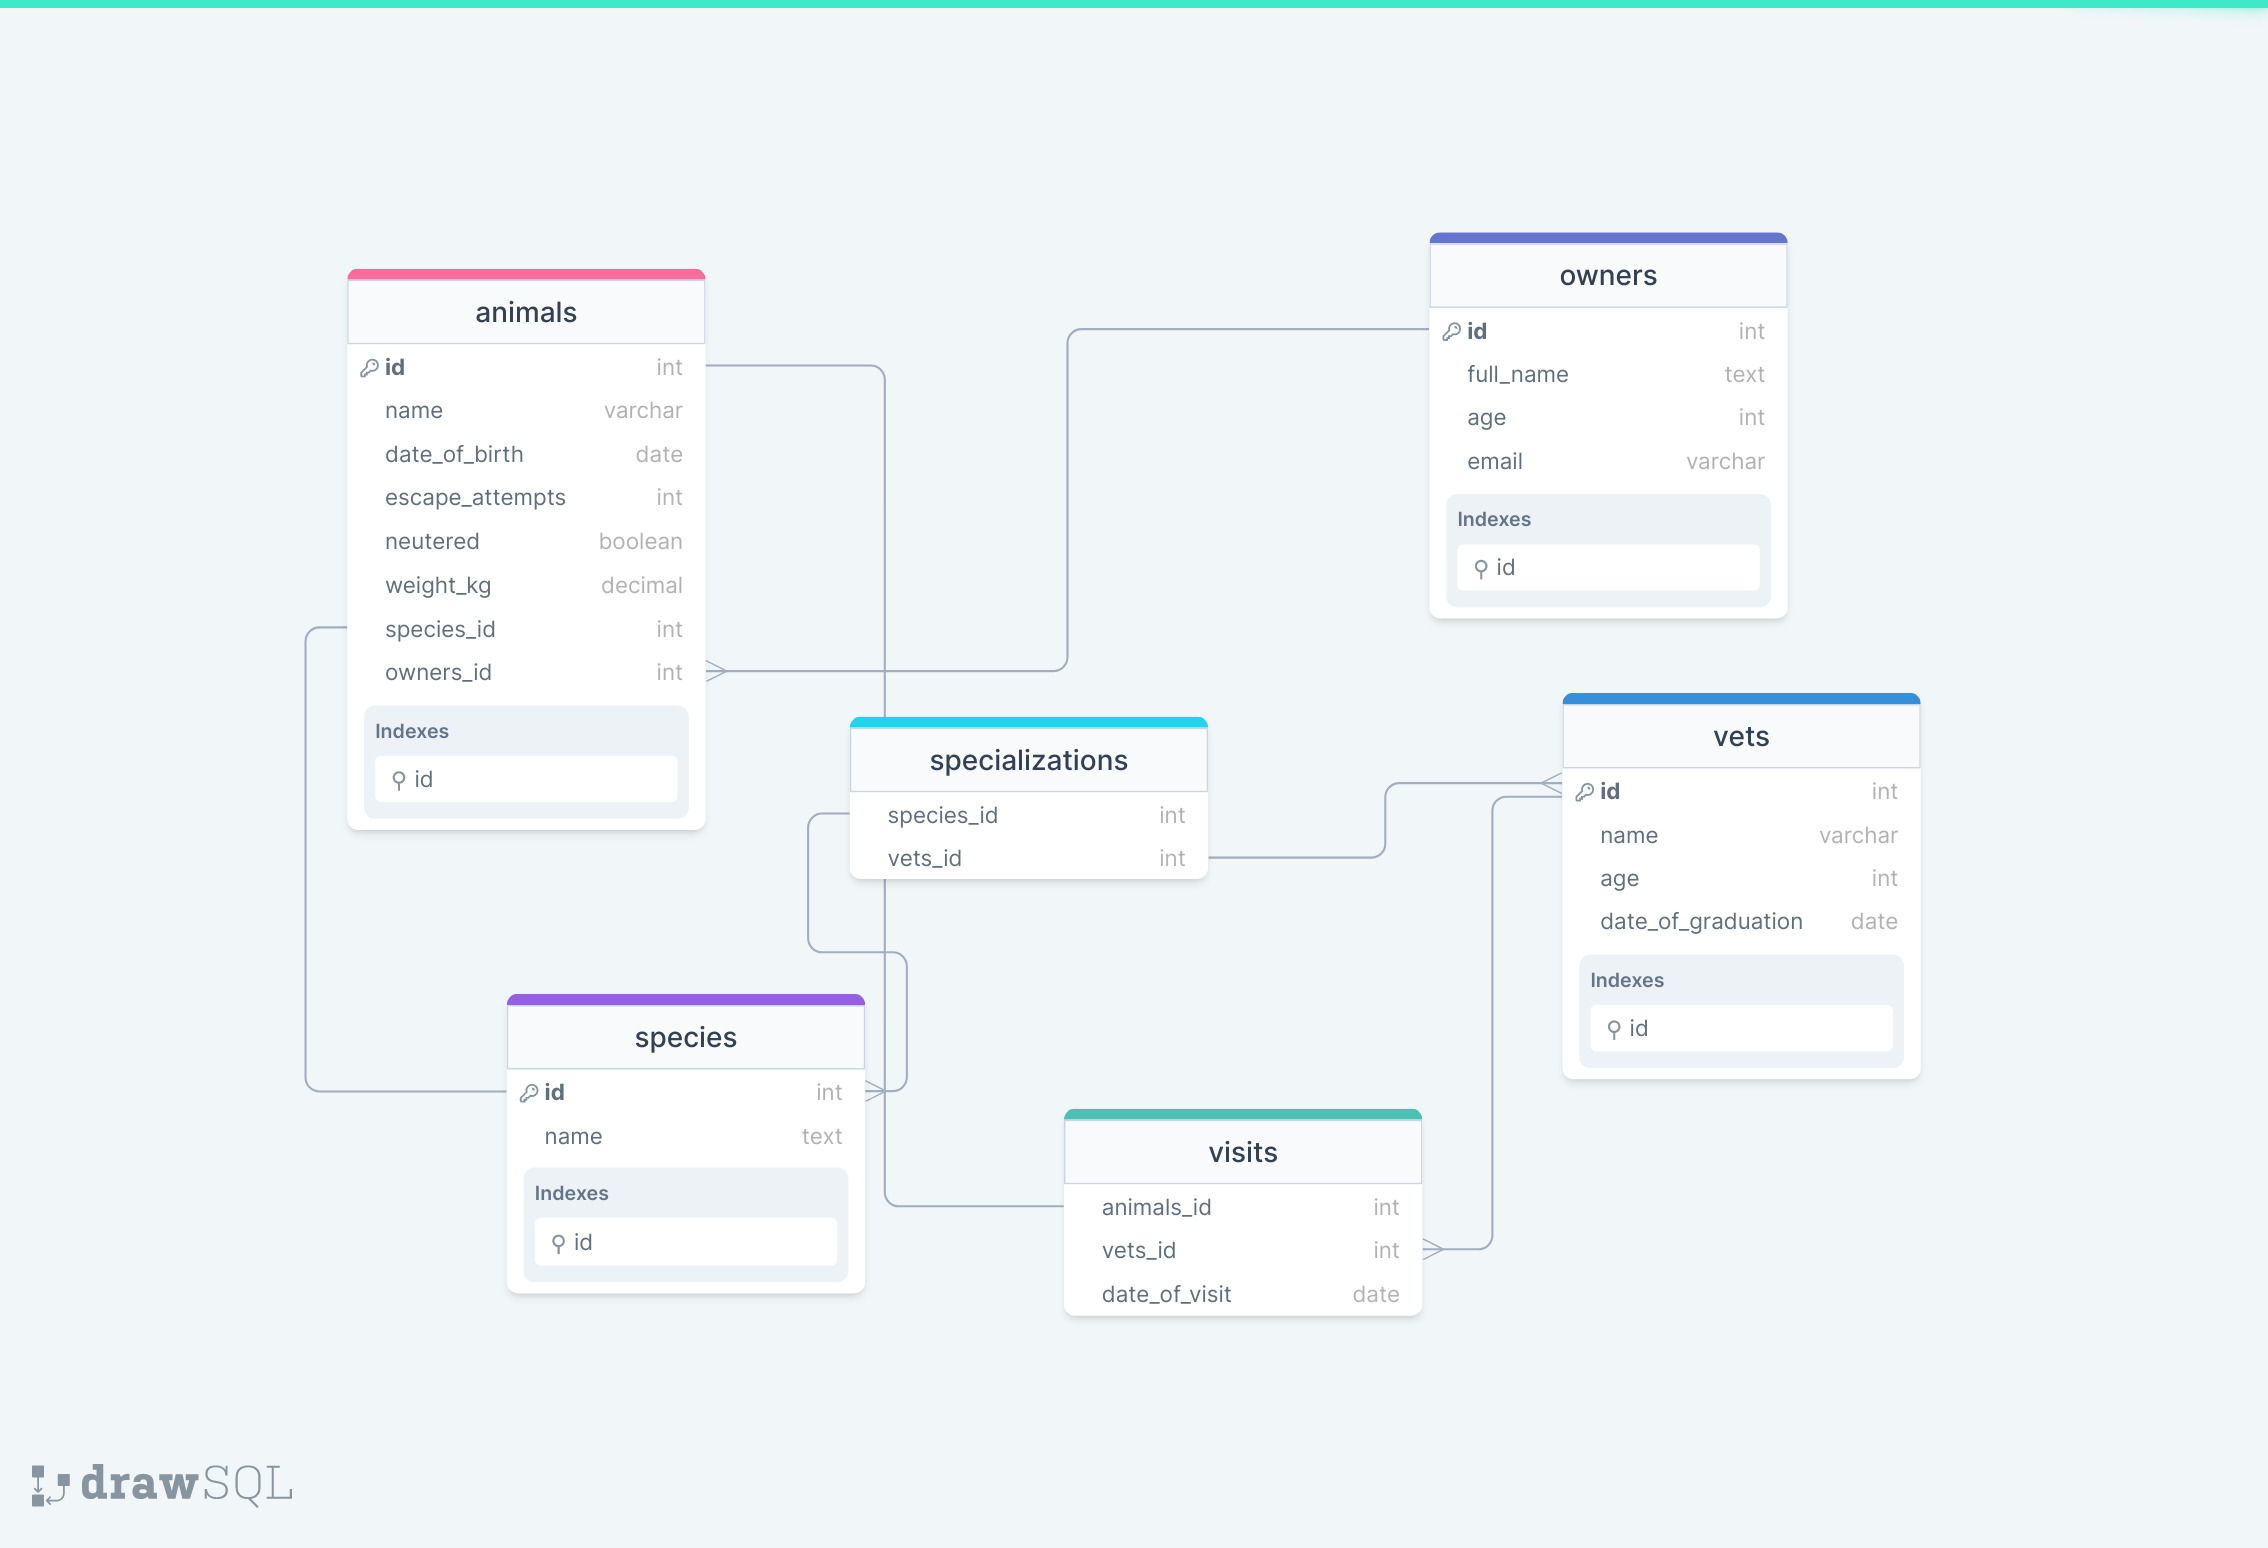 animals
id int
name varchar
date_of_birth date
escape_attempts int
neutered boolean
weight_kg decimal
species_id int
owners_id int
Indexes
id
owners
id int
full_name text
age int
email varchar
Indexes
id
specializations
species_id int
vets_id int
vets
id int
name varchar
age int
date_of_graduation date
Indexes
id
species
id int
name text
Indexes
id
visits
animals_id int
vets_id int
date_of_visit date
drawSQL